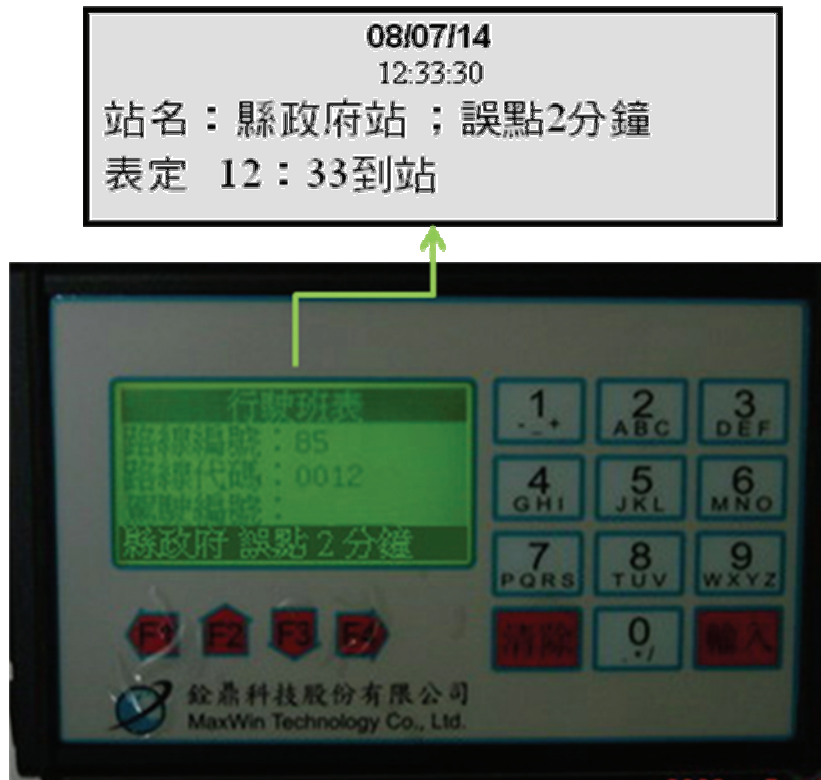 08/07/14
12:33:30
站名：縣政府站 ；誤點2分鐘
表定 12：33到站
行駛班表
路線編號：85
路線代碼：0012
駕駛編號：
縣政府 誤點 2 分鐘
1
- _ +
2
ABC
3
DEF
4
GHI
5
JKL
6
MNO
7
PQRS
8
TUV
9
WXYZ
F1
F2
F3
F4
清除
0
.*/
輸入
銓鼎科技股份有限公司
MaxWin Technology Co., Ltd.